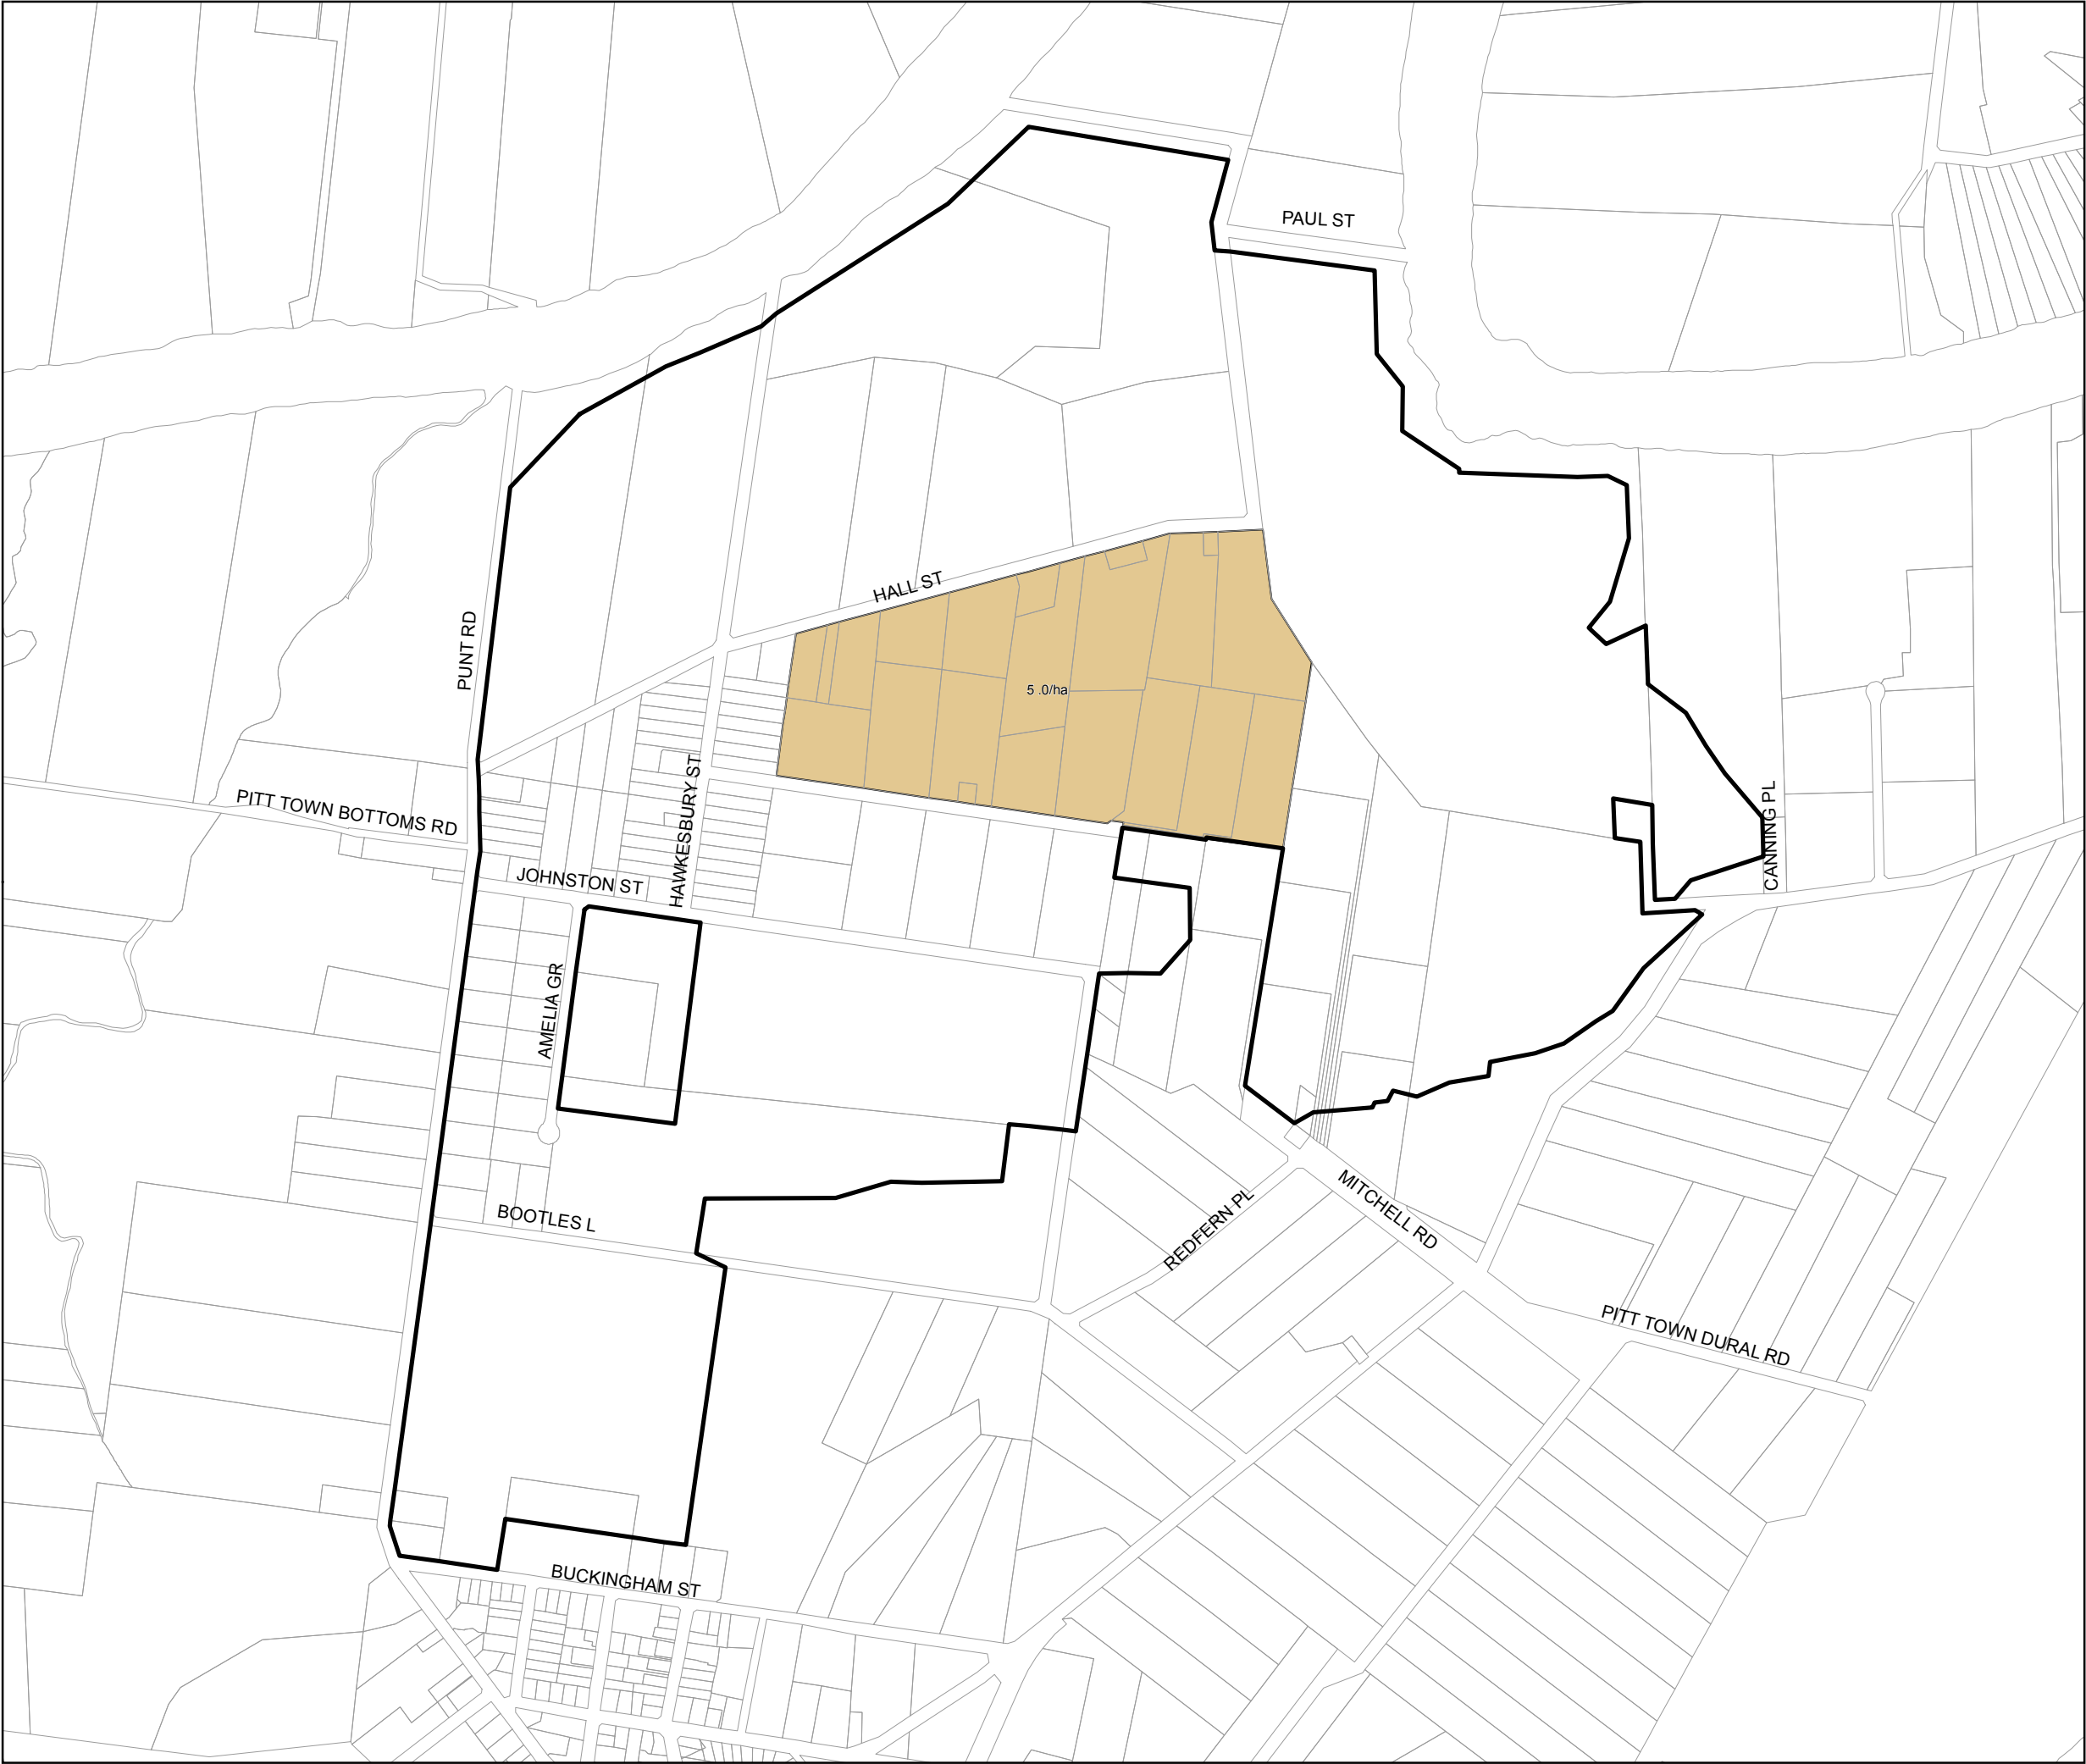 PAUL ST
HALL ST
PUNT RD
5 .0/ha
PITT TOWN BOTTOMS RD
HAWKESBURY ST
CANNING PL
JOHNSTON ST
AMELIA GR
BOOTLES L
REDFERN PL
MITCHELL RD
PITT TOWN DURAL RD
BUCKINGHAM ST